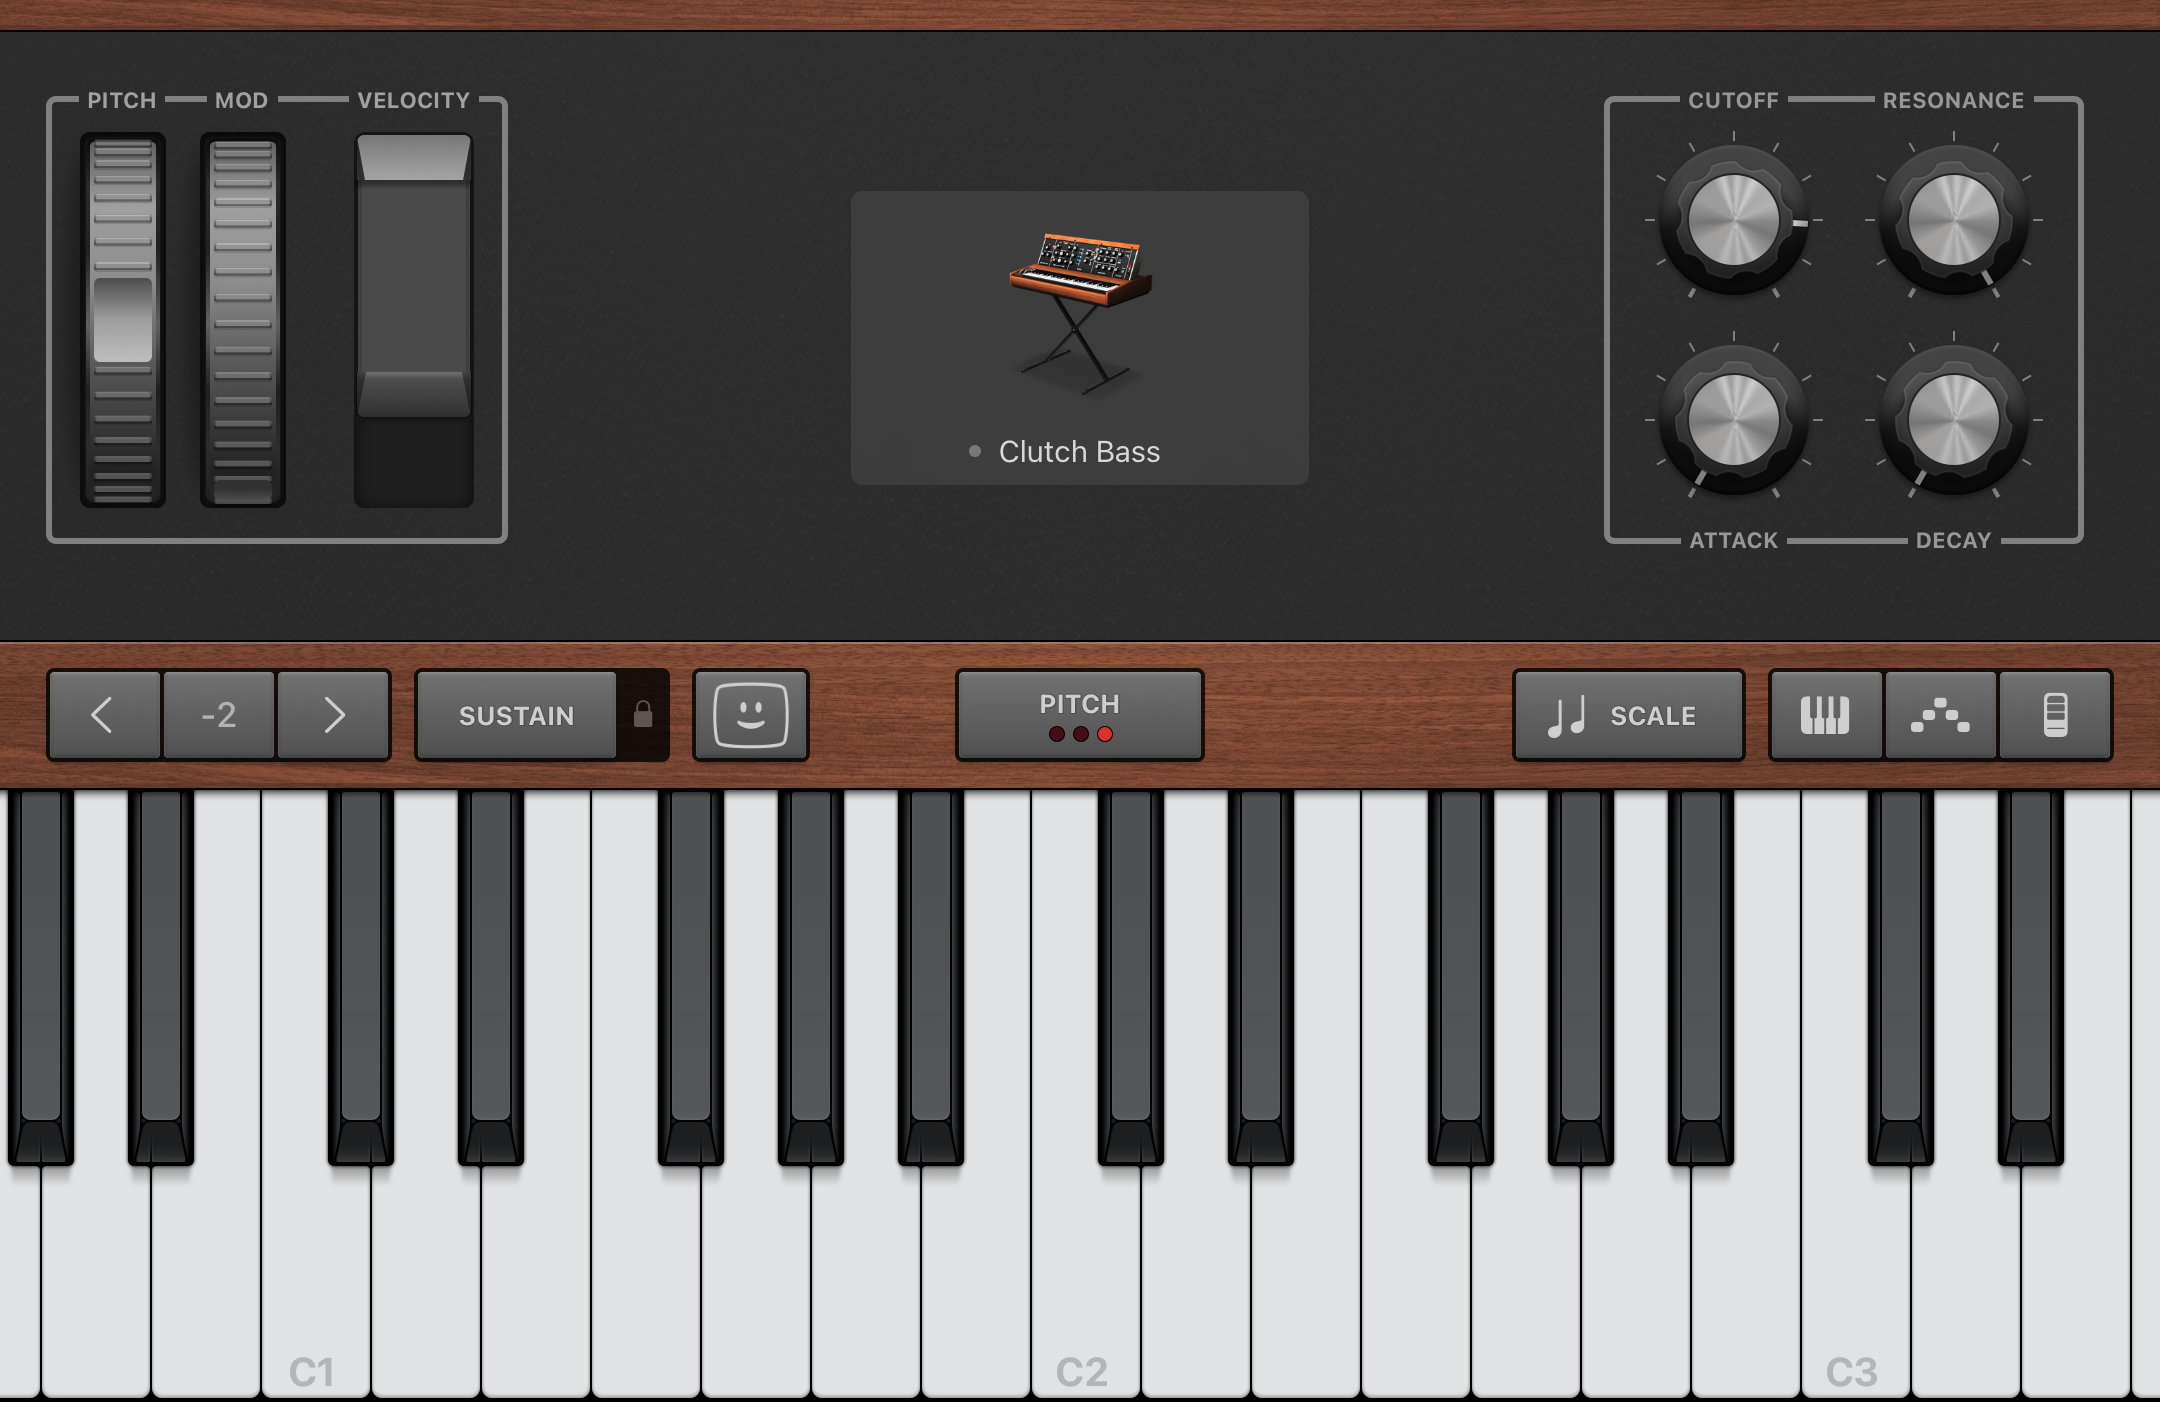 PITCH MOD VELOCITY
CUTOFF RESONANCE
Clutch Bass
ATTACK DECAY
-2 SUSTAIN PITCH SCALE
C1 C2 C3